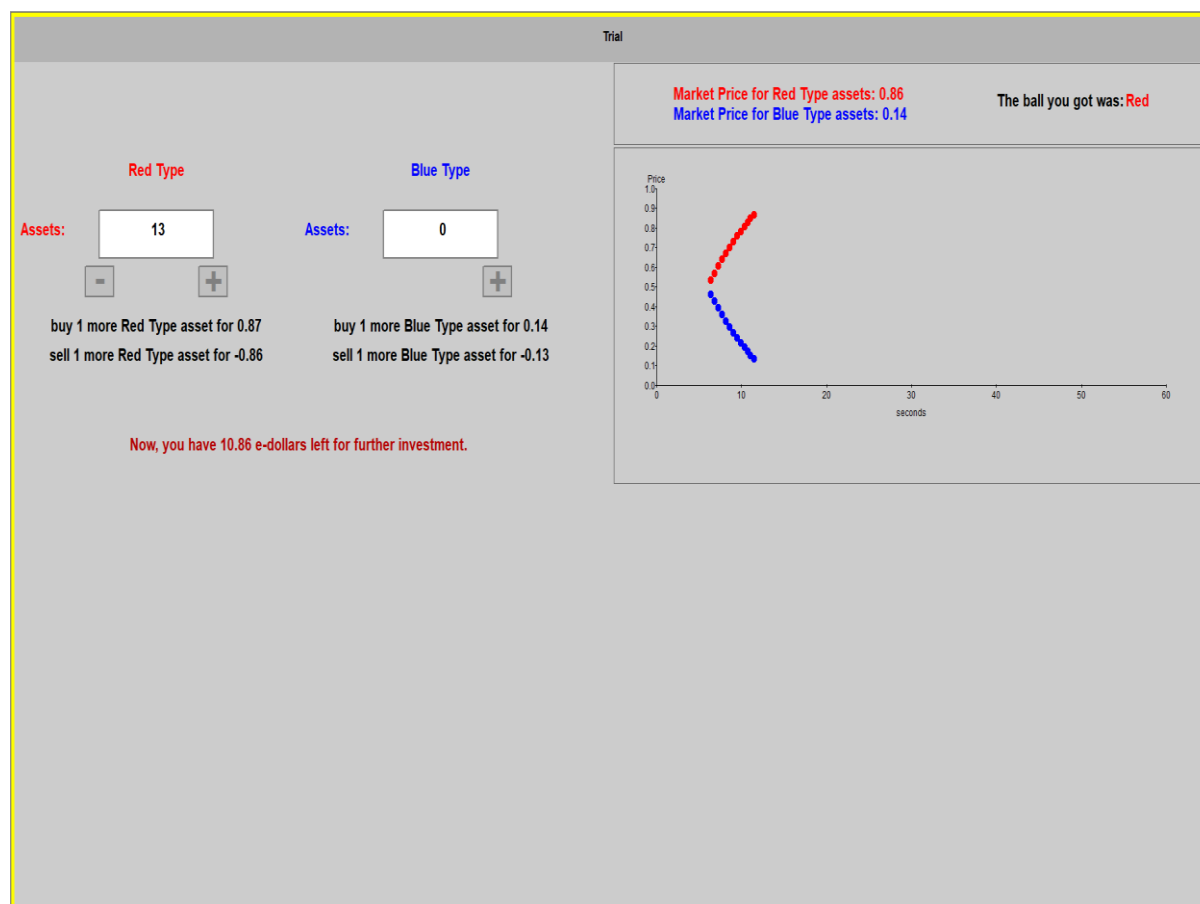 Trial
Market Price for Red Type assets: 0.86
Market Price for Blue Type assets: 0.14
The ball you got was: Red
Red Type
Blue Type
Assets:
13
Assets:
0
-
+
+
buy 1 more Red Type asset for 0.87
buy 1 more Blue Type asset for 0.14
sell 1 more Red Type asset for -0.86
sell 1 more Blue Type asset for -0.13
Now, you have 10.86 e-dollars left for further investment.
Price
1.0
0.9
0.8
0.7
0.6
0.5
0.4
0.3
0.2
0.1
0.0
0 10 20 30 40 50 60
seconds